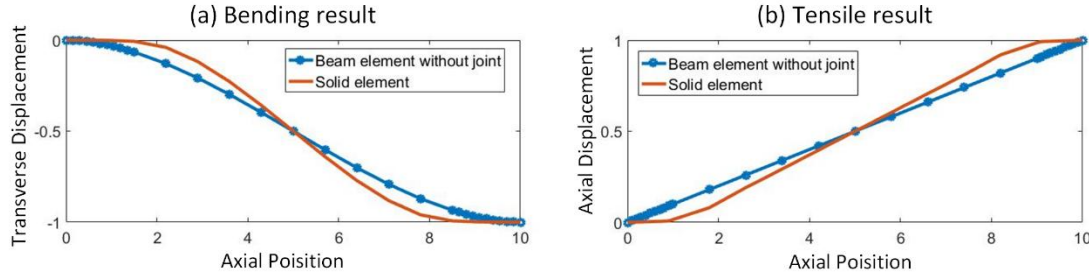 (a) Bending result
Transverse Displacement
0
-0.5
-1
Beam element without joint
Solid element
0
2
4
6
8
10
Axial Poisition
(b) Tensile result
Axial Displacement
1
0.5
0
Beam element without joint
Solid element
0
2
4
6
8
10
Axial Poisition